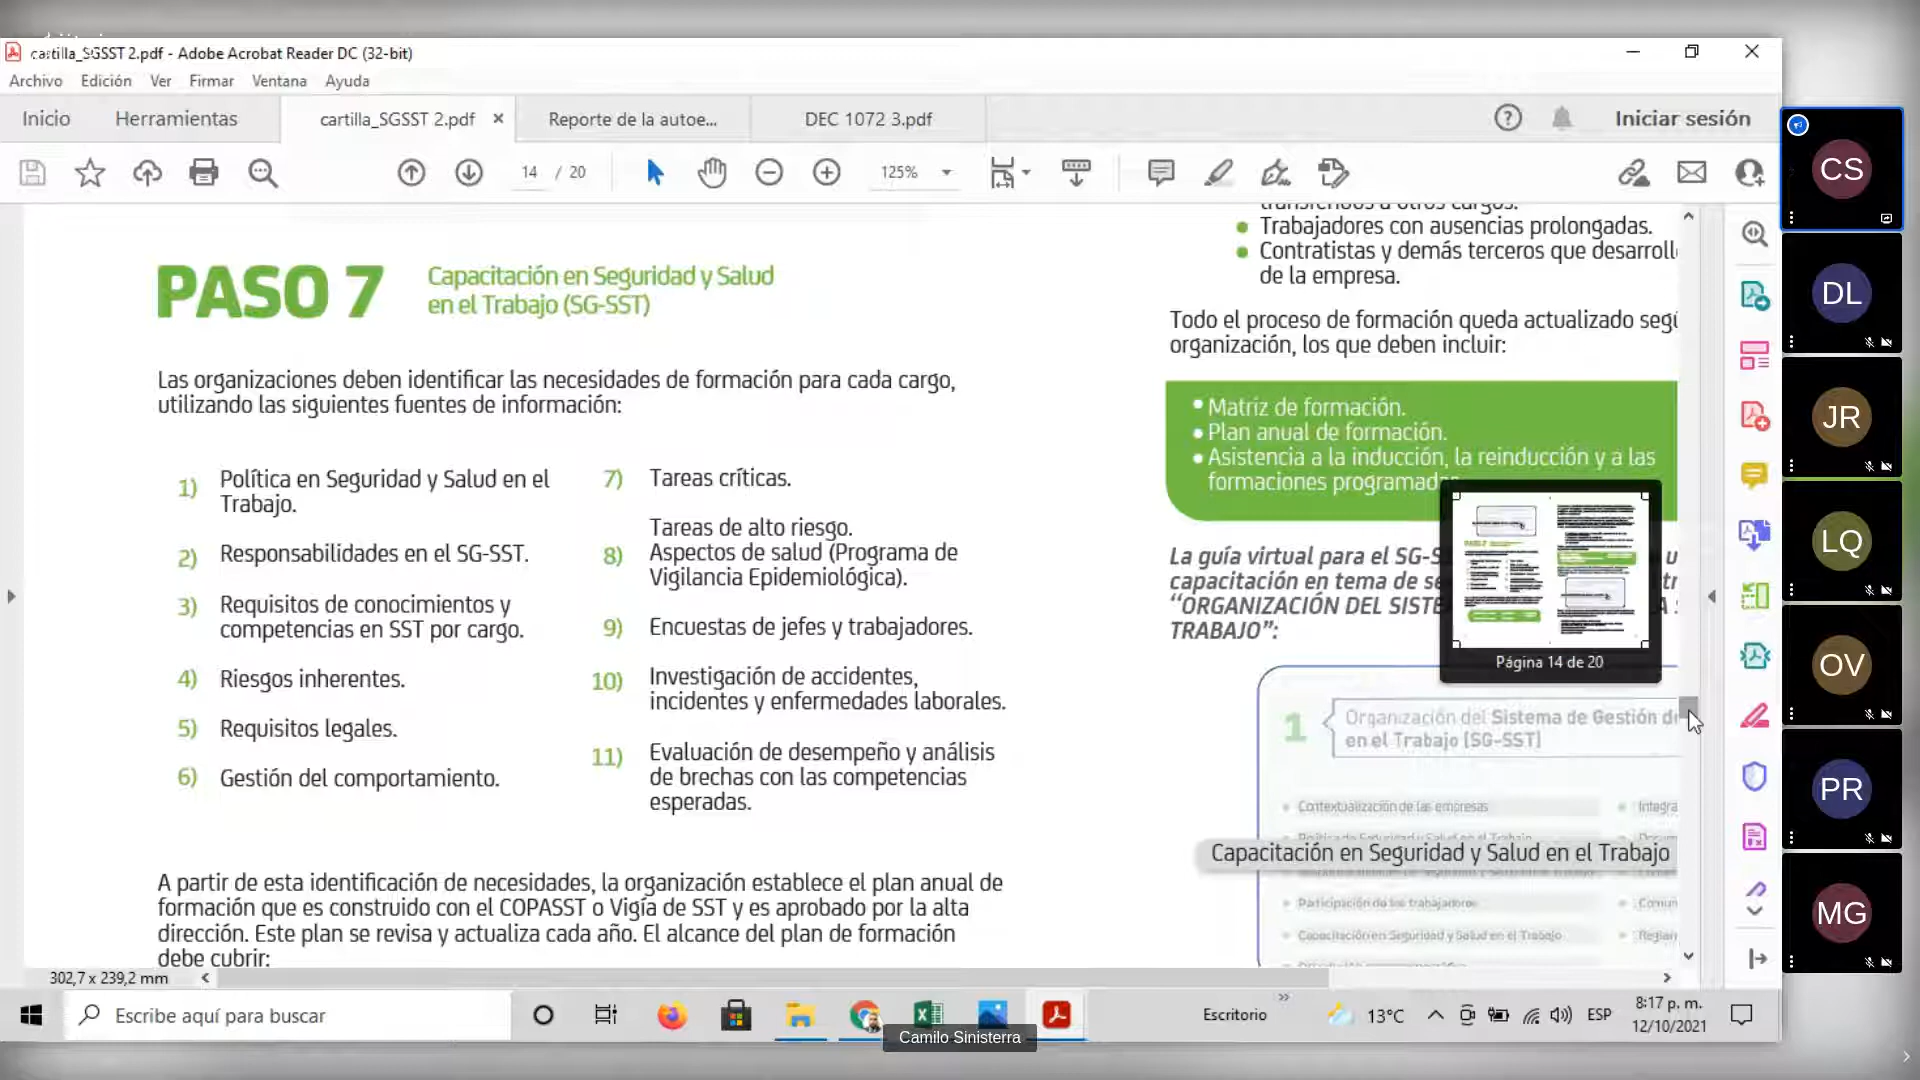 cartilla_SGSST 2.pdf - Adobe Acrobat Reader DC (32-bit)
Archivo Edición Ver Firmar Ventana Ayuda
Inicio Herramientas cartilla_SGSST 2.pdf Reporte de la autoe... DEC 1072 3.pdf Iniciar sesión
14 / 20 125%
PASO 7
Capacitación en Seguridad y Salud
en el Trabajo (SG-SST)
Las organizaciones deben identificar las necesidades de formación para cada cargo,
utilizando las siguientes fuentes de información:
1) Política en Seguridad y Salud en el
Trabajo.
2) Responsabilidades en el SG-SST.
3) Requisitos de conocimientos y
competencias en SST por cargo.
4) Riesgos inherentes.
5) Requisitos legales.
6) Gestión del comportamiento.
7) Tareas críticas.
Tareas de alto riesgo.
8) Aspectos de salud (Programa de
Vigilancia Epidemiológica).
9) Encuestas de jefes y trabajadores.
10) Investigación de accidentes,
incidentes y enfermedades laborales.
11) Evaluación de desempeño y análisis
de brechas con las competencias
esperadas.
A partir de esta identificación de necesidades, la organización establece el plan anual de
formación que es construido con el COPASST o Vigía de SST y es aprobado por la alta
dirección. Este plan se revisa y actualiza cada año. El alcance del plan de formación
debe cubrir:
transferidos a otros cargos.
Trabajadores con ausencias prolongadas.
Contratistas y demás terceros que desarroll
de la empresa.
Todo el proceso de formación queda actualizado segú
organización, los que deben incluir:
• Matriz de formación.
• Plan anual de formación.
• Asistencia a la inducción, la reinducción y a las
formaciones programadas.
La guía virtual para el SG-S
capacitación en tema de se
"ORGANIZACIÓN DEL SISTE
TRABAJO":
Página 14 de 20
1 Organización del Sistema de Gestión d
en el Trabajo (SG-SST)
Contextualización de las empresas Integra
Política de Seguridad y Salud en el Trabajo
Capacitación en Seguridad y Salud en el Trabajo
Participación de los trabajadores Comun
Capacitación en Seguridad y Salud en el Trabajo Reglam
302,7 x 239,2 mm
Escribe aquí para buscar
Escritorio
13°C
ESP
8:17 p. m.
12/10/2021
Camilo Sinisterra
CS
DL
JR
LQ
OV
PR
MG